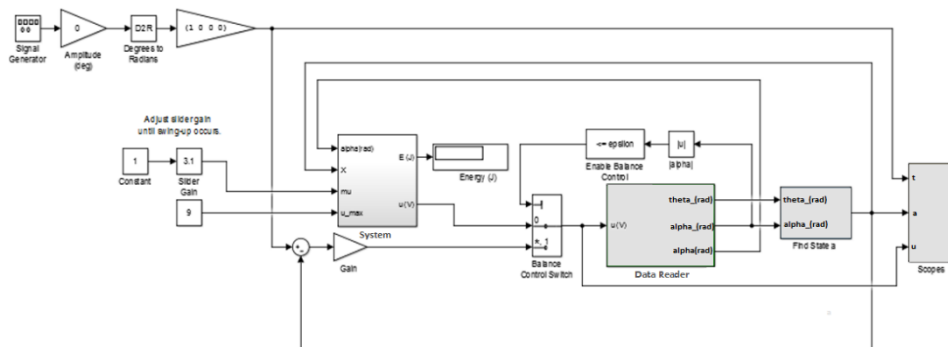 0
D2R
(1 0 0 0)
Signal
Generator
Amplitude
(deg)
Degrees to
Radians
Adjust slider gain
until swing-up occurs.
1
Constant
3.1
Slider
Gain
9
alpha(rad)
X
mu
u_max
E (J)
u(V)
System
Energy (J)
Gain
<= epsilon
Enable Balance
Control
|u|
|alpha|
0
*, 1
Balance
Control Switch
u(V)
theta_(rad)
alpha_(rad)
alpha(rad)
Data Reader
theta_(rad)
alpha_(rad)
Find State a
t
a
u
Scopes